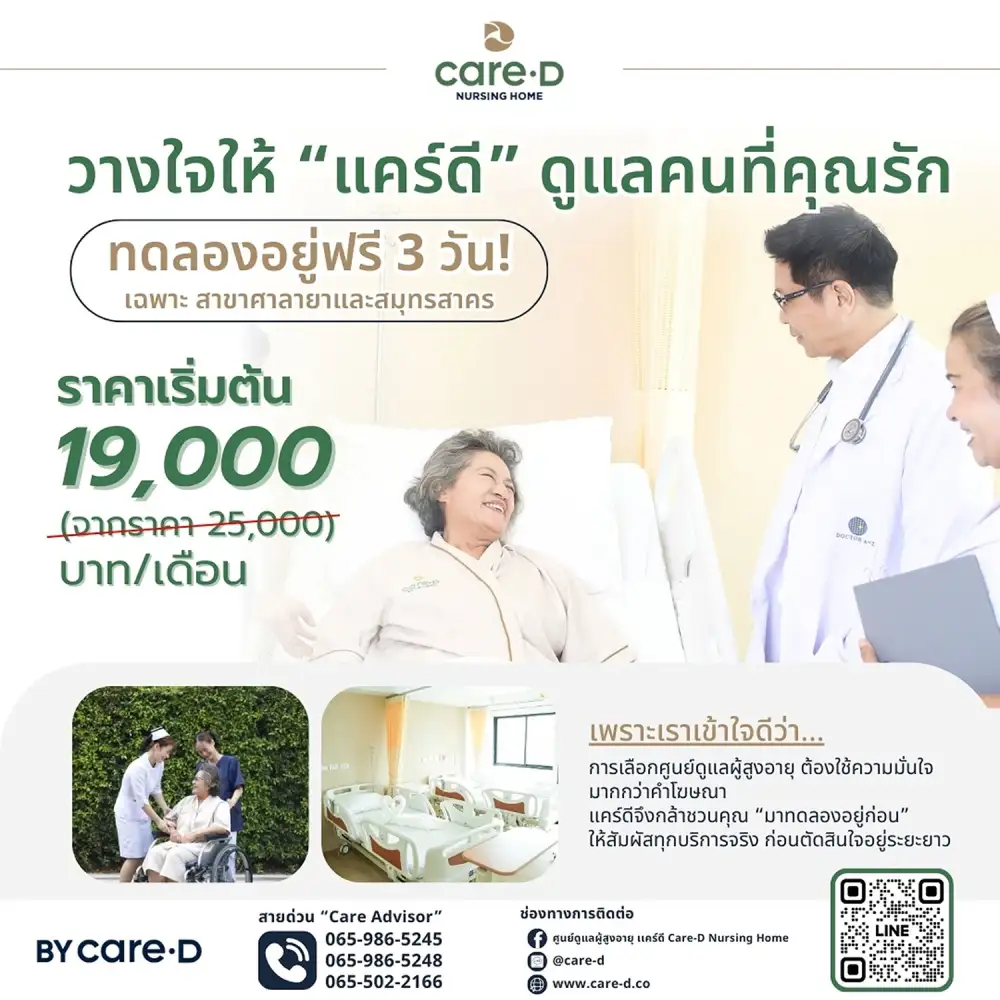 care·D
NURSING HOME
วางใจให้ “แคร์ดี” ดูแลคนที่คุณรัก
ทดลองอยู่ฟรี 3 วัน!
เฉพาะ สาขาศาลายาและสมุทรสาคร
ราคาเริ่มต้น
19,000
(จากราคา 25,000)
บาท/เดือน
care·D
เพราะเราเข้าใจดีว่า...
การเลือกศูนย์ดูแลผู้สูงอายุ ต้องใช้ความมั่นใจ
มากกว่าคำโฆษณา
แคร์ดีจึงกล้าชวนคุณ “มาทดลองอยู่ก่อน”
ให้สัมผัสทุกบริการจริง ก่อนตัดสินใจอยู่ระยะยาว
BY care·D
สายด่วน “Care Advisor”
065-986-5245
065-986-5248
065-502-2166
ช่องทางการติดต่อ
ศูนย์ดูแลผู้สูงอายุ แคร์ดี Care-D Nursing Home
@care-d
www.care-d.co
LINE